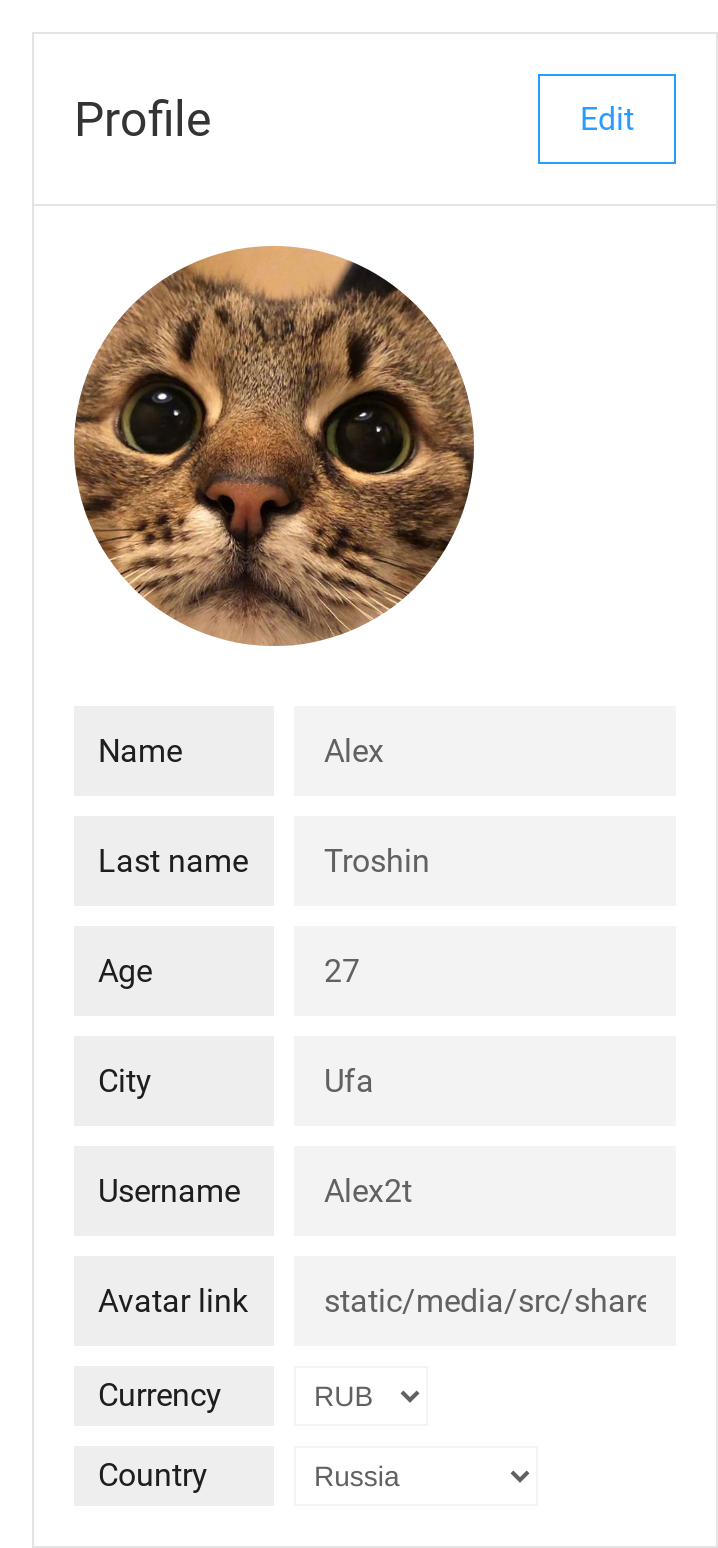 Profile
Edit
Name
Alex
Last name
Troshin
Age
27
City
Ufa
Username
Alex2t
Avatar link
static/media/src/share
Currency
RUB
Country
Russia